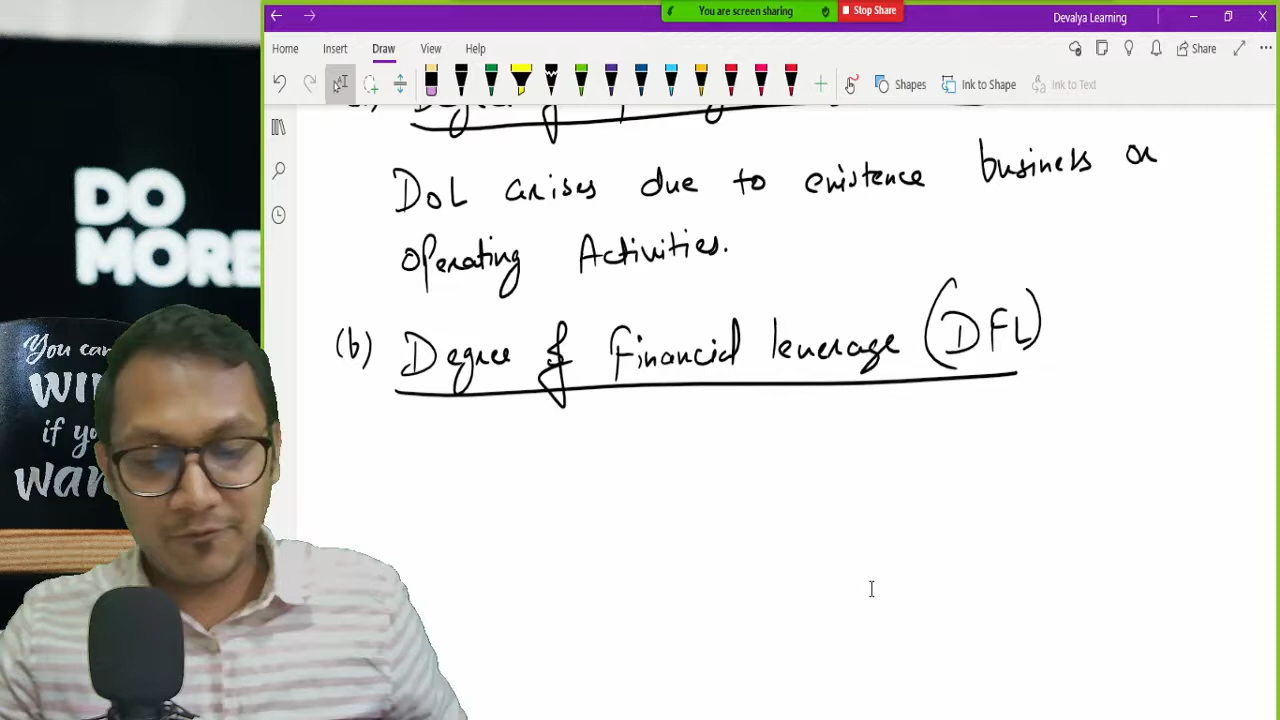 You are screen sharing Stop Share
Devalya Learning
Home Insert Draw View Help Share
Shapes Ink to Shape Ink to Text
DOL arises due to existence business or
operating Activities.
(b) Degree of Financial leverage (DFL)
DO
MORE
You can
WIN
if yo
wan